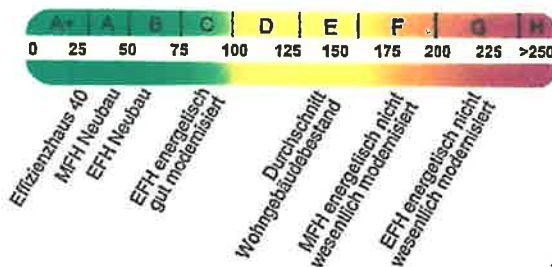 A+ A B C D E F G H
0 25 50 75 100 125 150 175 200 225 >250
Effizienzhaus 40
MFH Neubau
EFH Neubau
EFH energetisch
gut modernisiert
Durchschnitt
Wohngebäudebestand
MFH energetisch nicht
wesentlich modernisiert
EFH energetisch nicht
wesentlich modernisiert